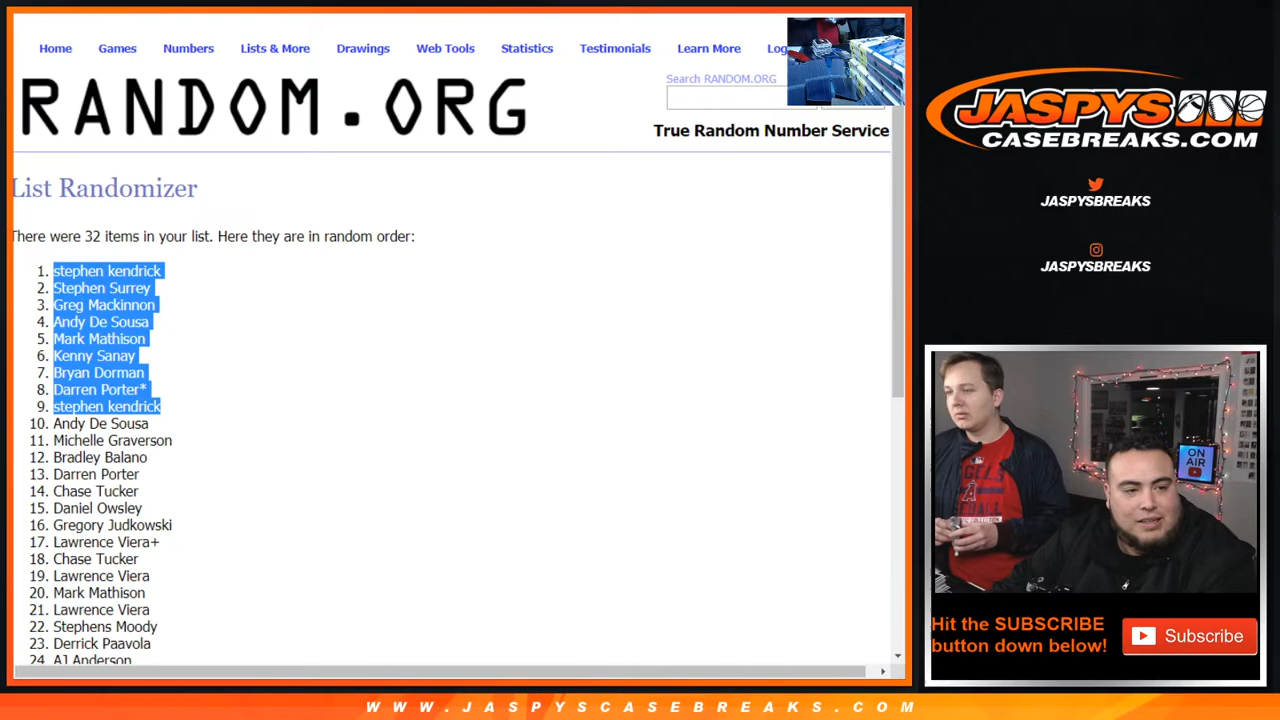 Home Games Numbers Lists & More Drawings Web Tools Statistics Testimonials Learn More Log
RANDOM.ORG
Search RANDOM.ORG
True Random Number Service
List Randomizer
There were 32 items in your list. Here they are in random order:
1. stephen kendrick
2. Stephen Surrey
3. Greg Mackinnon
4. Andy De Sousa
5. Mark Mathison
6. Kenny Sanay
7. Bryan Dorman
8. Darren Porter*
9. stephen kendrick
10. Andy De Sousa
11. Michelle Graverson
12. Bradley Balano
13. Darren Porter
14. Chase Tucker
15. Daniel Owsley
16. Gregory Judkowski
17. Lawrence Viera+
18. Chase Tucker
19. Lawrence Viera
20. Mark Mathison
21. Lawrence Viera
22. Stephens Moody
23. Derrick Paavola
24. AJ Anderson
JASPYS
CASEBREAKS.COM
JASPYSBREAKS
JASPYSBREAKS
ON
AIR
A
BASEBALL
Hit the SUBSCRIBE
button down below!
Subscribe
WWW.JASPYSCASEBREAKS.COM